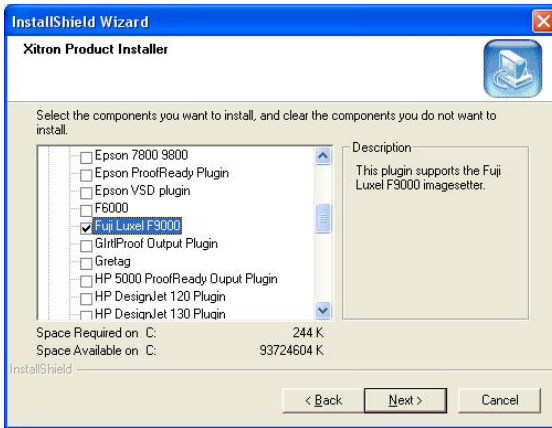 InstallShield Wizard
Xitron Product Installer
Select the components you want to install, and clear the components you do not want to
install.
Epson 7800 9800
Epson ProofReady Plugin
Epson VSD plugin
F6000
Fuji Luxel F9000
GlrtlProof Output Plugin
Gretag
HP 5000 ProofReady Ouput Plugin
HP DesignJet 120 Plugin
HP DesignJet 130 Plugin
Description
This plugin supports the Fuji
Luxel F9000 imagesetter.
Space Required on C: 244 K
Space Available on C: 93724604 K
InstallShield
< Back Next > Cancel